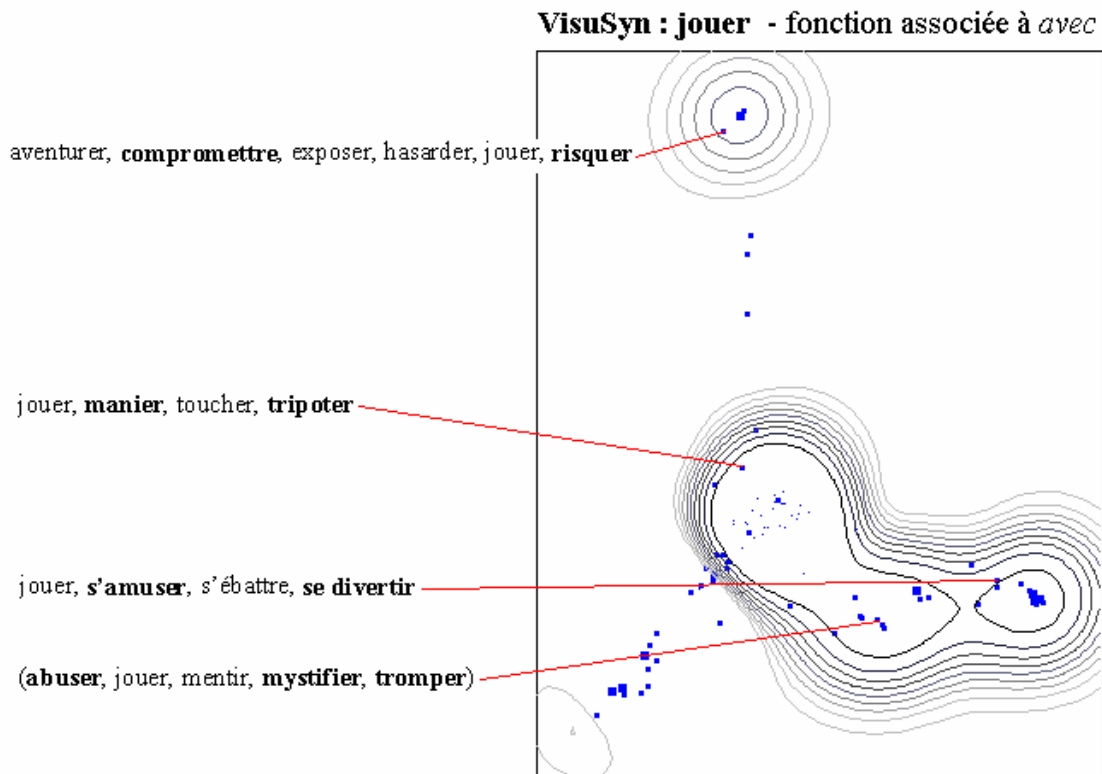 VisuSyn : jouer - fonction associée à avec
aventurer, compromettre, exposer, hasarder, jouer, risquer
jouer, manier, toucher, tripoter
jouer, s’amuser, s’ébattre, se divertir
(abuser, jouer, mentir, mystifier, tromper)